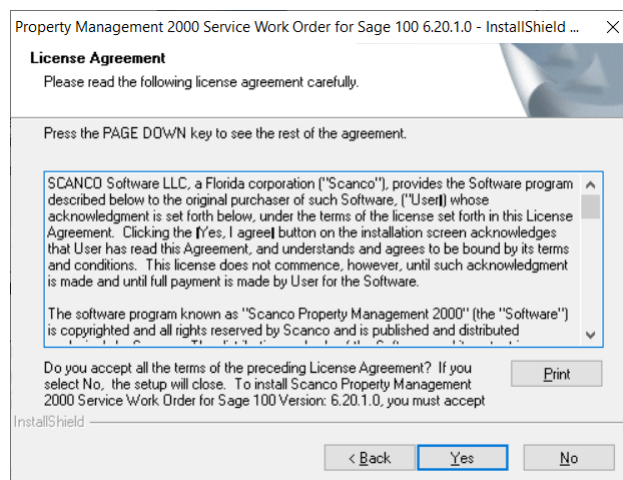 Property Management 2000 Service Work Order for Sage 100 6.20.1.0 - InstallShield ...
License Agreement
Please read the following license agreement carefully.
Press the PAGE DOWN key to see the rest of the agreement.
SCANCO Software LLC, a Florida corporation ("Scanco"), provides the Software program
described below to the original purchaser of such Software, ("User|) whose
acknowledgment is set forth below, under the terms of the license set forth in this License
Agreement. Clicking the |Yes, I agree| button on the installation screen acknowledges
that User has read this Agreement, and understands and agrees to be bound by its terms
and conditions. This license does not commence, however, until such acknowledgment
is made and until full payment is made by User for the Software.
The software program known as "Scanco Property Management 2000" (the "Software")
is copyrighted and all rights reserved by Scanco and is published and distributed
Do you accept all the terms of the preceding License Agreement? If you
select No, the setup will close. To install Scanco Property Management
2000 Service Work Order for Sage 100 Version: 6.20.1.0, you must accept
Print
InstallShield
< Back
Yes
No